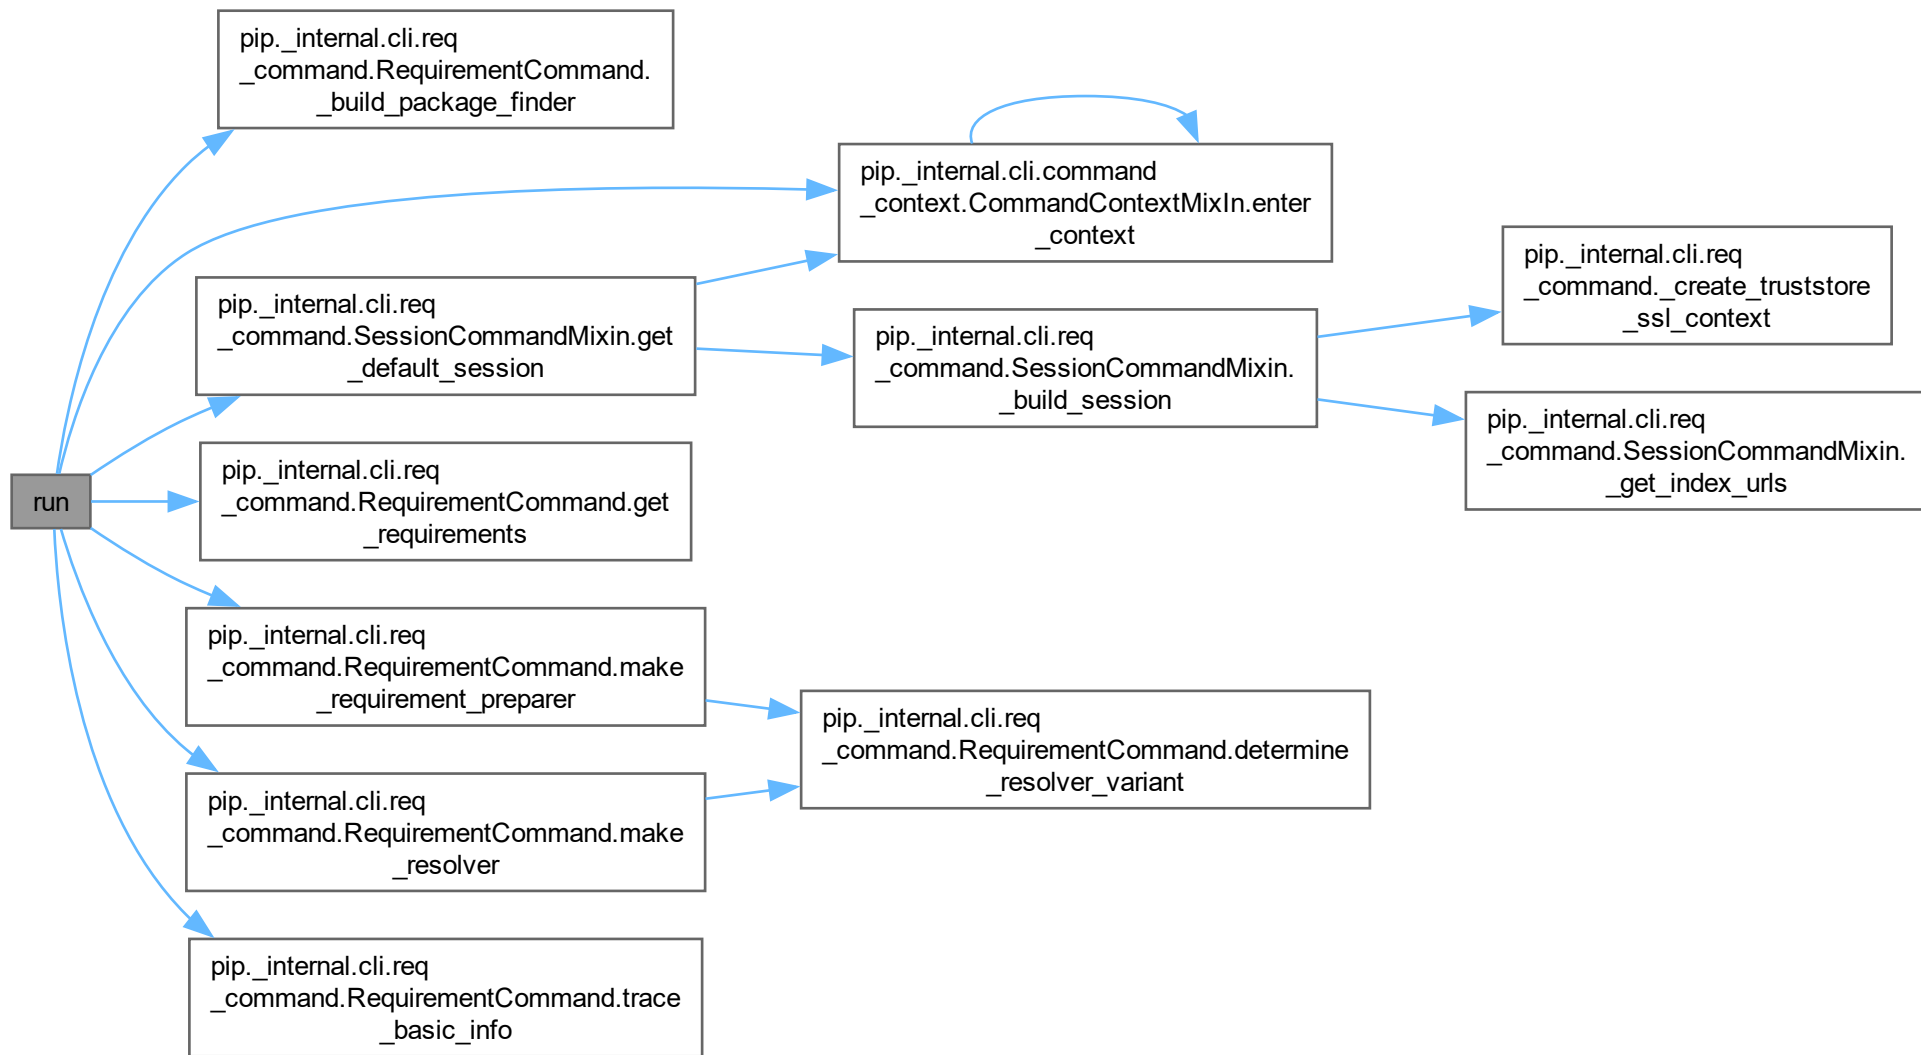 pip._internal.cli.req
_command.RequirementCommand.
_build_package_finder
pip._internal.cli.command
_context.CommandContextMixIn.enter
_context
pip._internal.cli.req
_command._create_truststore
_ssl_context
pip._internal.cli.req
_command.SessionCommandMixin.get
_default_session
pip._internal.cli.req
_command.SessionCommandMixin.
_build_session
pip._internal.cli.req
_command.SessionCommandMixin.
_get_index_urls
run
pip._internal.cli.req
_command.RequirementCommand.get
_requirements
pip._internal.cli.req
_command.RequirementCommand.make
_requirement_preparer
pip._internal.cli.req
_command.RequirementCommand.determine
_resolver_variant
pip._internal.cli.req
_command.RequirementCommand.make
_resolver
pip._internal.cli.req
_command.RequirementCommand.trace
_basic_info